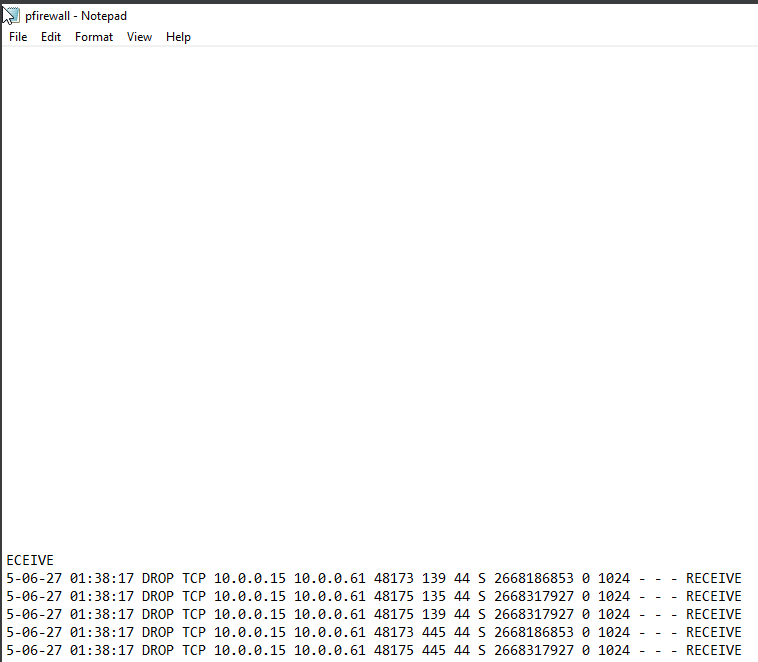 pfirewall - Notepad
File Edit Format View Help
ECEIVE
5-06-27 01:38:17 DROP TCP 10.0.0.15 10.0.0.61 48173 139 44 S 2668186853 0 1024 - - - RECEIVE
5-06-27 01:38:17 DROP TCP 10.0.0.15 10.0.0.61 48175 135 44 S 2668317927 0 1024 - - - RECEIVE
5-06-27 01:38:17 DROP TCP 10.0.0.15 10.0.0.61 48175 139 44 S 2668317927 0 1024 - - - RECEIVE
5-06-27 01:38:17 DROP TCP 10.0.0.15 10.0.0.61 48173 445 44 S 2668186853 0 1024 - - - RECEIVE
5-06-27 01:38:17 DROP TCP 10.0.0.15 10.0.0.61 48175 445 44 S 2668317927 0 1024 - - - RECEIVE